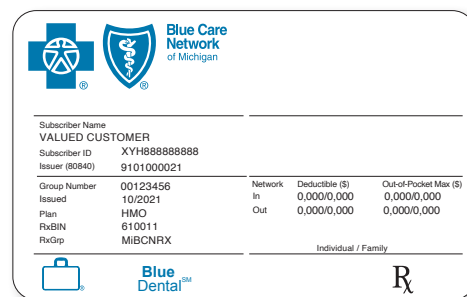 Blue Care
Network
of Michigan
® ®
Subscriber Name
VALUED CUSTOMER
Subscriber ID XYH888888888
Issuer (80840) 9101000021
Group Number 00123456
Issued 10/2021
Plan HMO
RxBIN 610011
RxGrp MiBCNRX
Network Deductible ($) Out-of-Pocket Max ($)
In 0,000/0,000 0,000/0,000
Out 0,000/0,000 0,000/0,000
Individual / Family
®
Blue
Dental℠
Rx